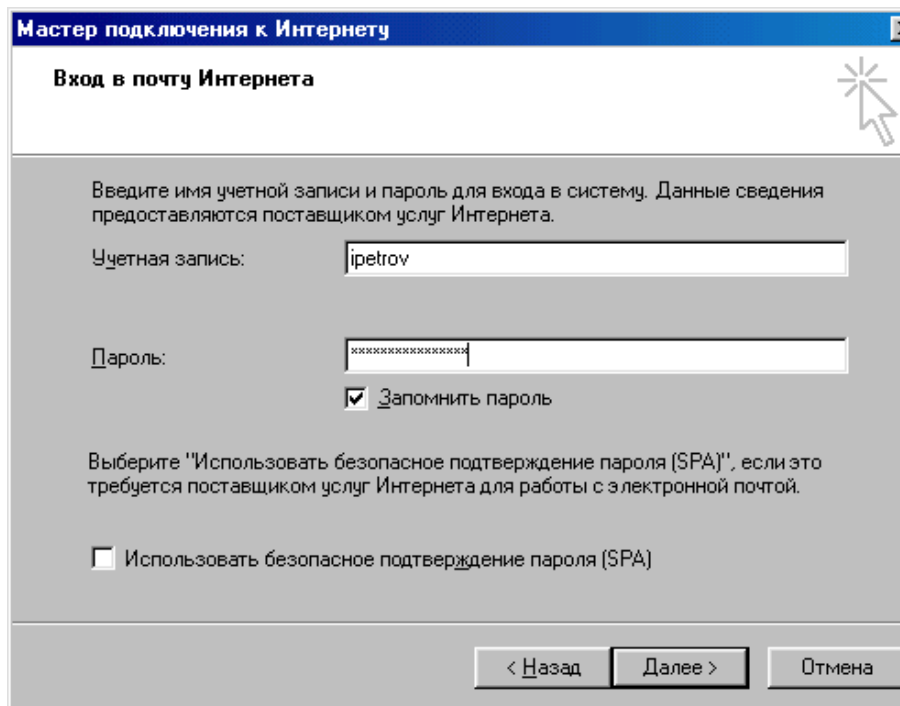 Мастер подключения к Интернету
Вход в почту Интернета
Введите имя учетной записи и пароль для входа в систему. Данные сведения
предоставляются поставщиком услуг Интернета.
Учетная запись: ipetrov
Пароль: ****************
Запомнить пароль
Выберите "Использовать безопасное подтверждение пароля (SPA)", если это
требуется поставщиком услуг Интернета для работы с электронной почтой.
Использовать безопасное подтверждение пароля (SPA)
< Назад Далее > Отмена